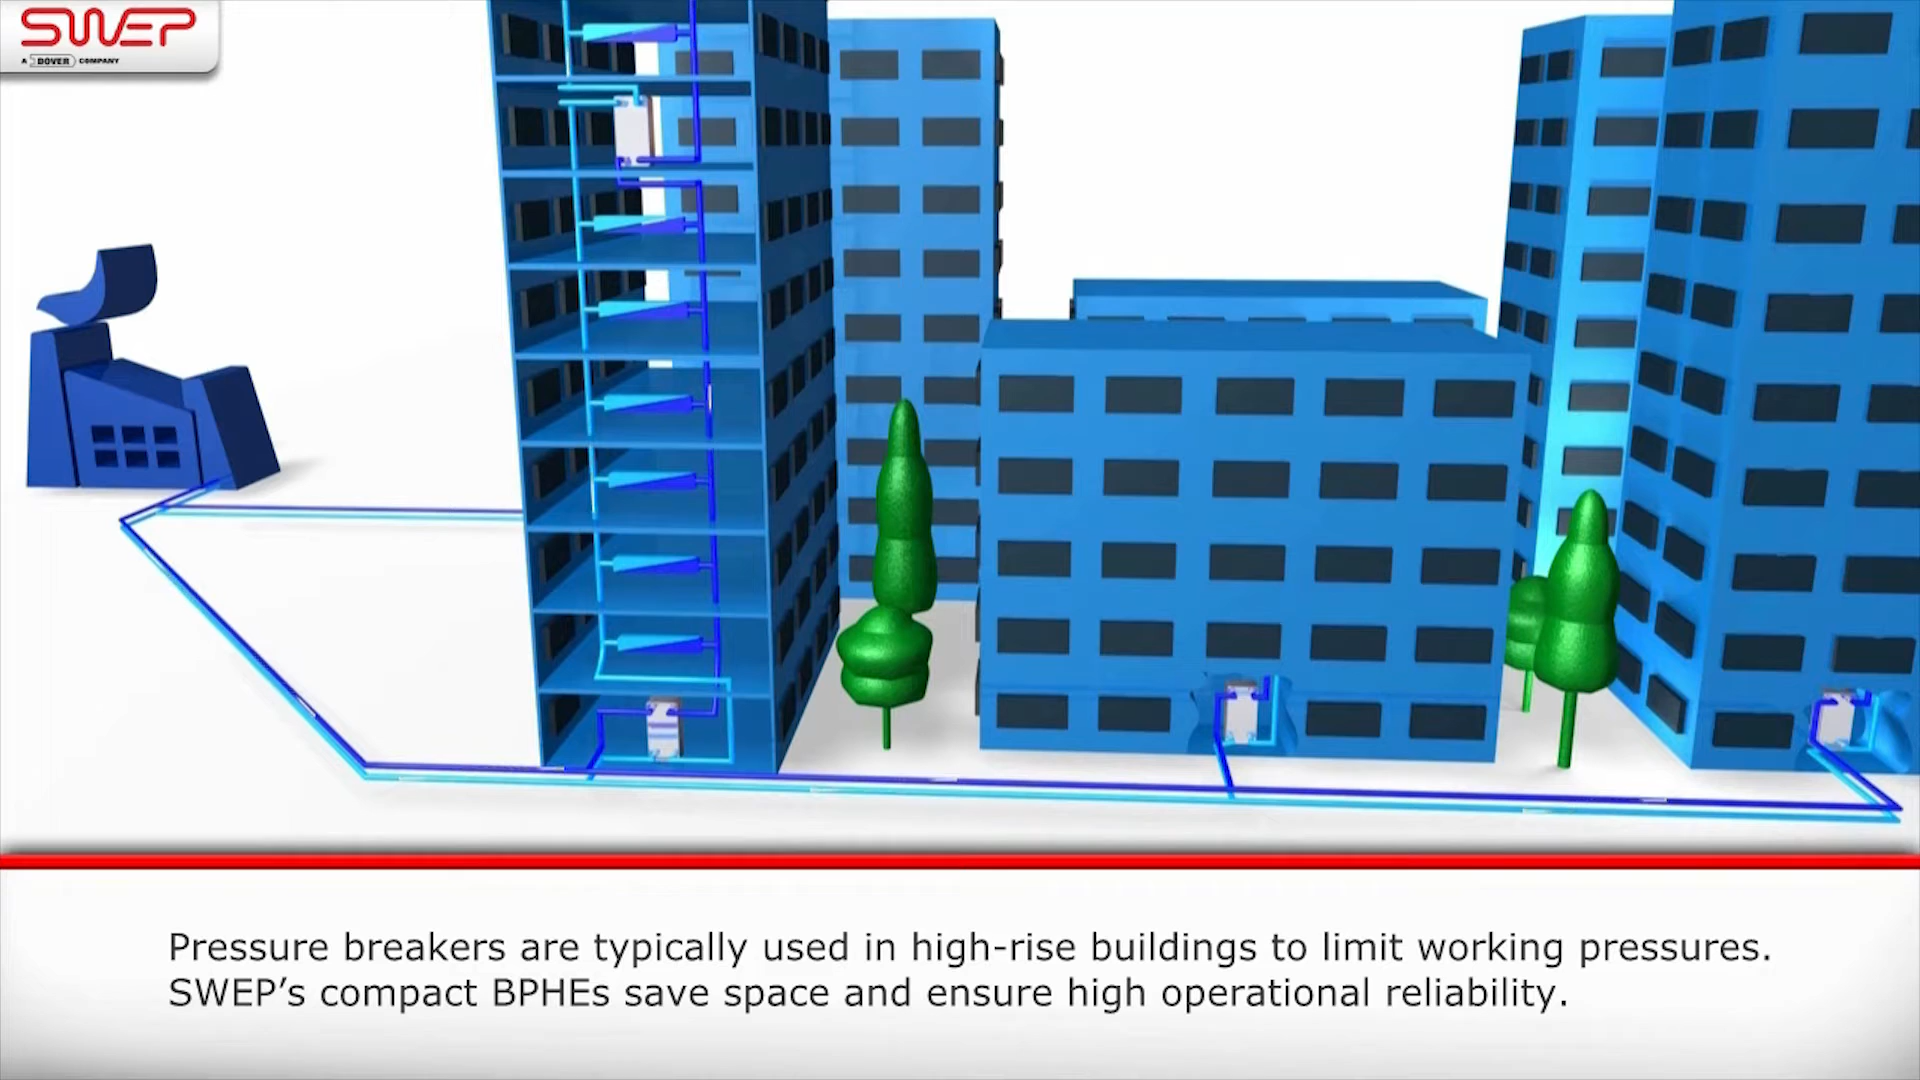 SWEP
A DOVER COMPANY
Pressure breakers are typically used in high-rise buildings to limit working pressures.
SWEP’s compact BPHEs save space and ensure high operational reliability.